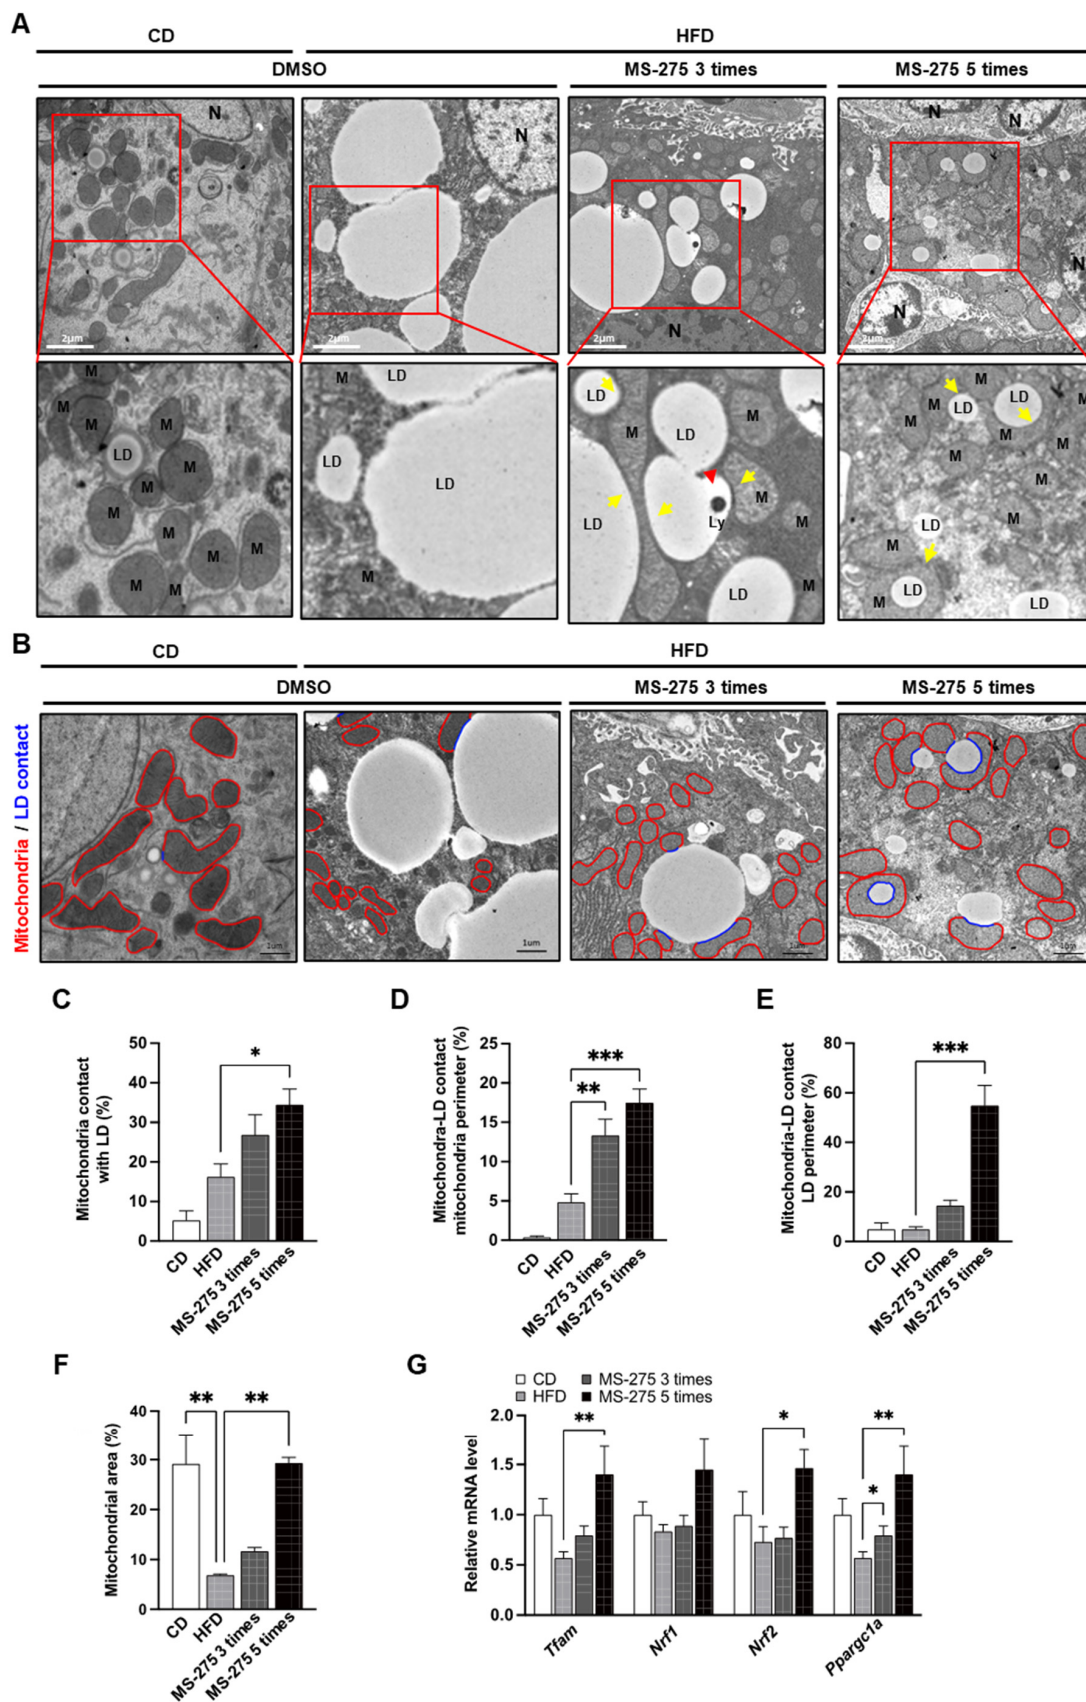 A
CD
HFD
DMSO
MS-275 3 times
MS-275 5 times
N
N
N
N
N
N
N
2μm
2μm
2μm
2μm
M
M
M
M
LD
M
M
M
M
M
M
M
M
M
LD
LD
LD
M
LD
M
LD
M
M
Ly
LD
M
LD
M
M
M
LD
LD
M
M
M
M
M
LD
M
M
LD
LD
B
CD
HFD
DMSO
MS-275 3 times
MS-275 5 times
Mitochondria / LD contact
1um
1um
1um
1um
C
Mitochondria contact
with LD (%)
50
40
30
20
10
0
*
CD
HFD
MS-275 3 times
MS-275 5 times
D
Mitochondra-LD contact
mitochondria perimeter (%)
25
20
15
10
5
0
***
**
CD
HFD
MS-275 3 times
MS-275 5 times
E
Mitochondria-LD contact
LD perimeter (%)
80
60
40
20
0
***
CD
HFD
MS-275 3 times
MS-275 5 times
F
Mitochondrial area (%)
40
30
20
10
0
**
**
CD
HFD
MS-275 3 times
MS-275 5 times
G
CD
MS-275 3 times
HFD
MS-275 5 times
Relative mRNA level
2.0
1.5
1.0
0.5
0.0
**
*
**
*
Tfam
Nrf1
Nrf2
Ppargc1a